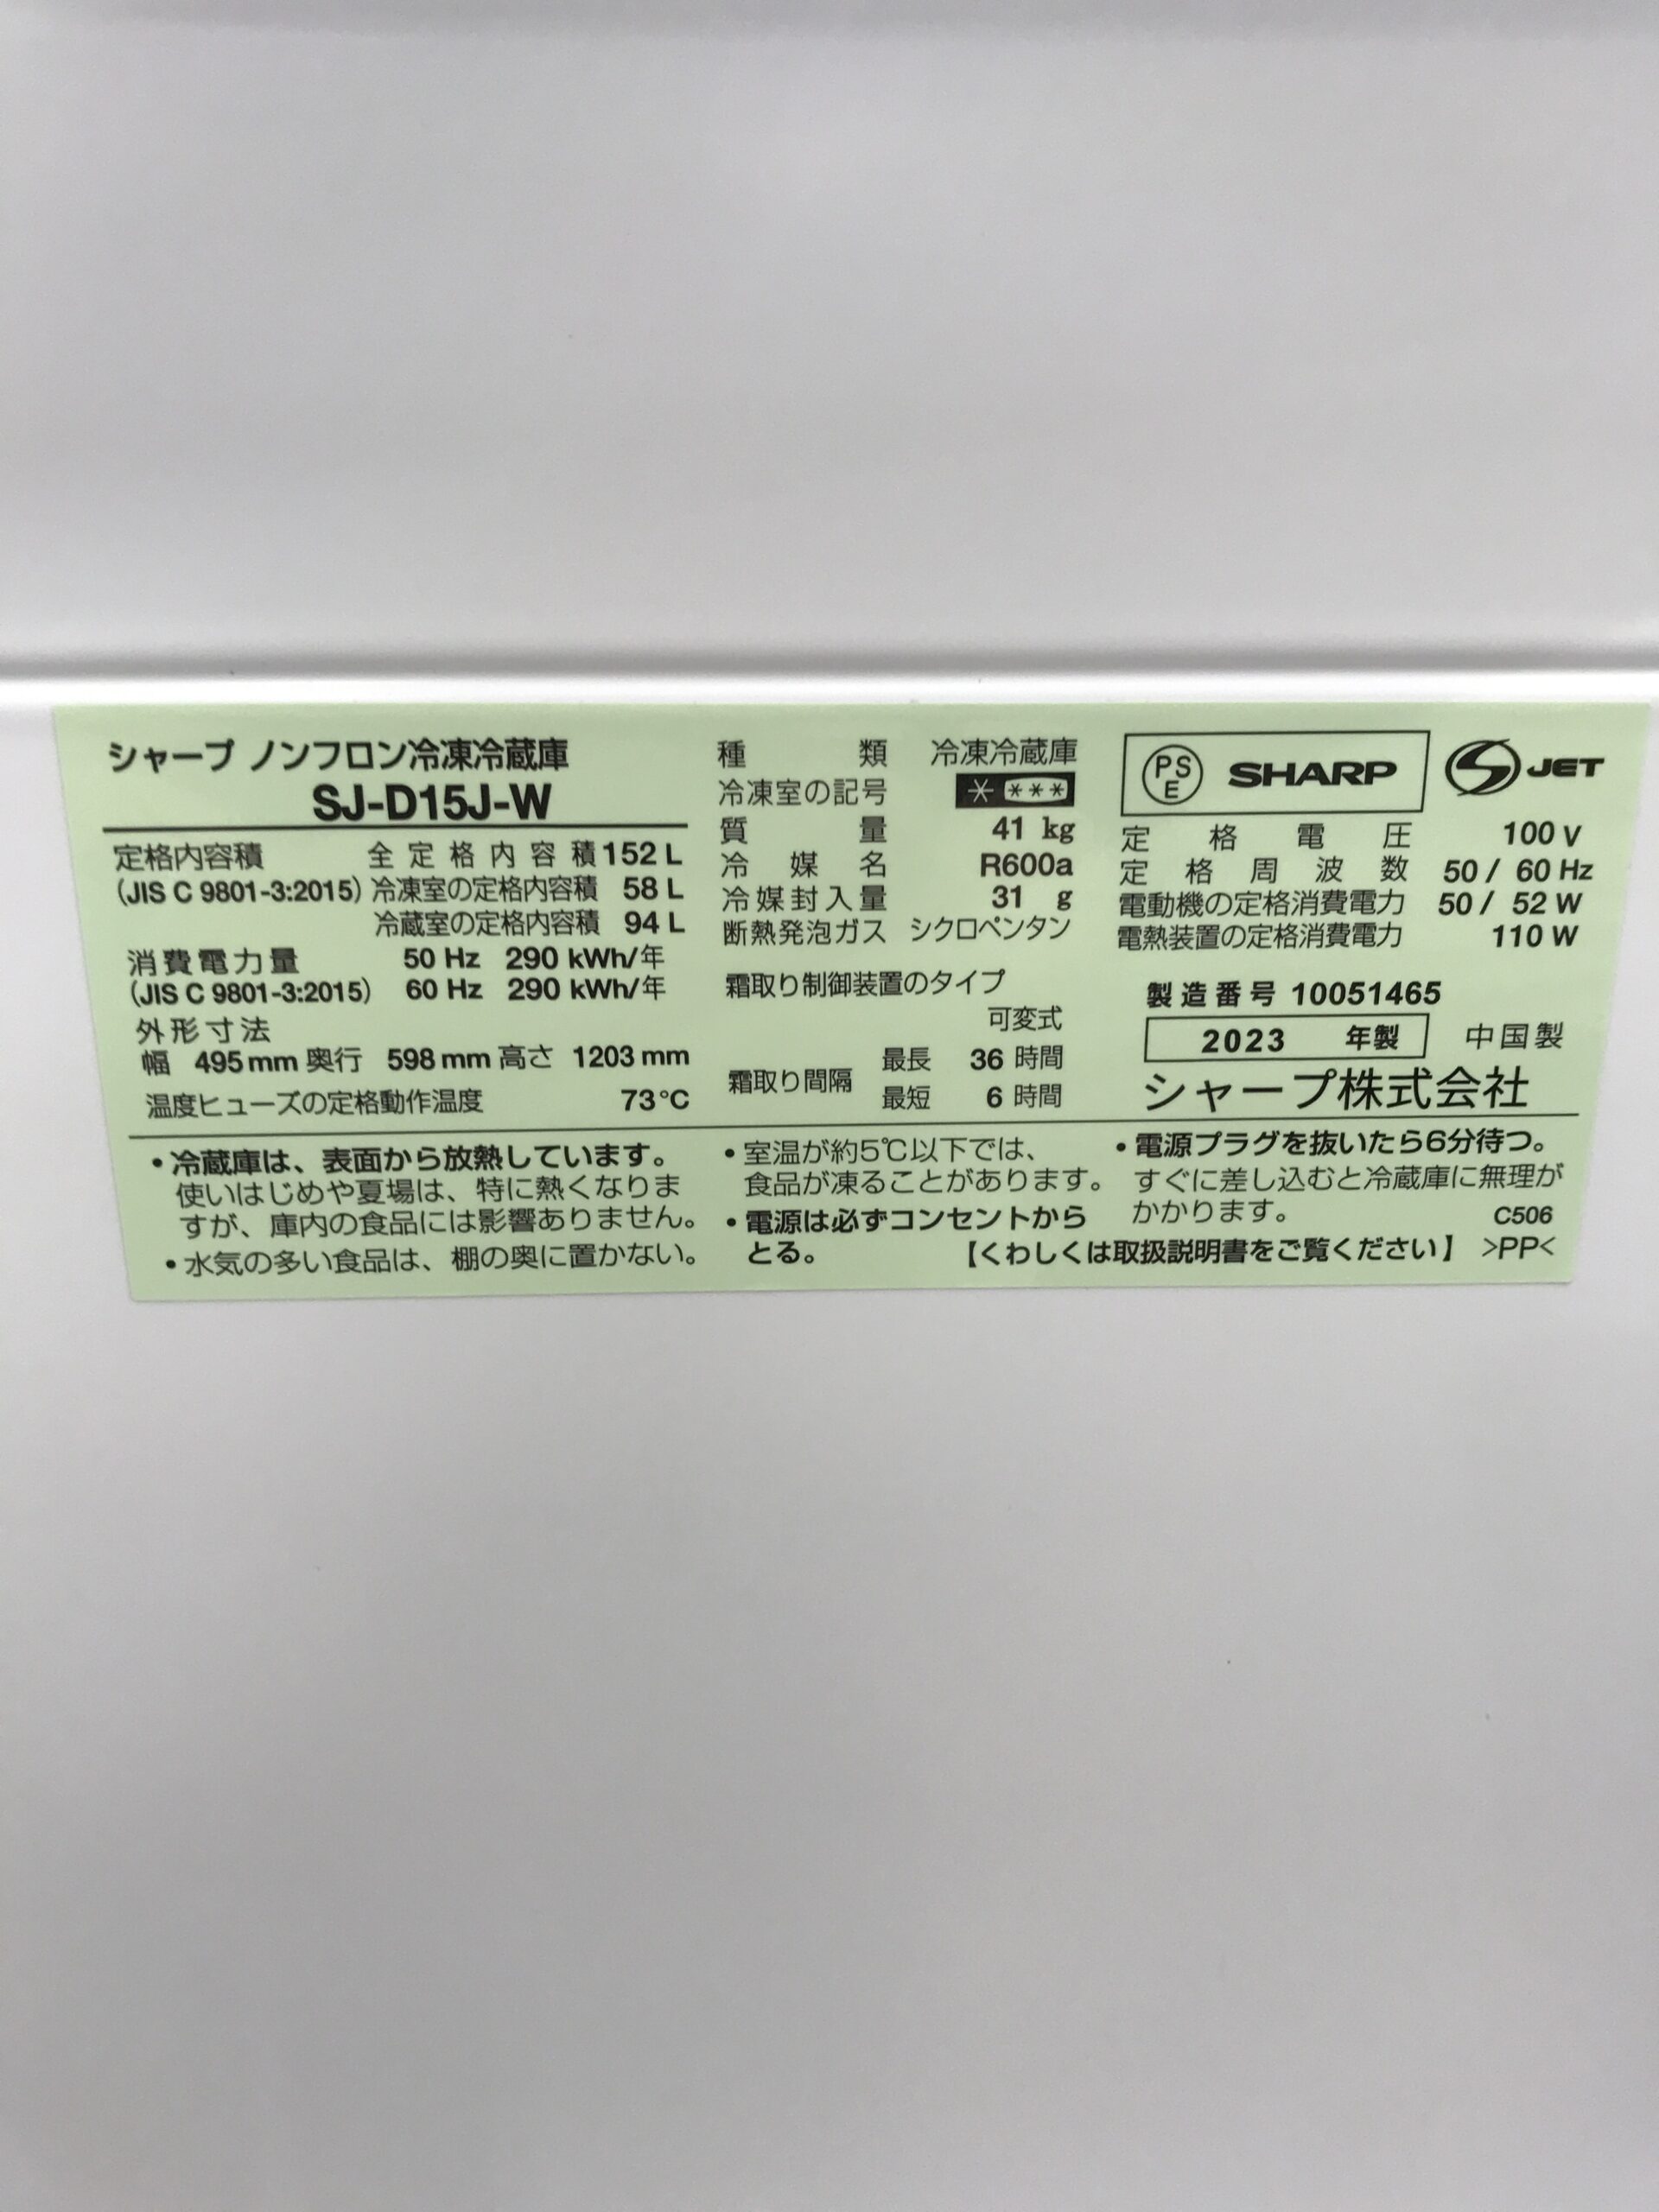 シャープ ノンフロン冷凍冷蔵庫
SJ-D15J-W
定格内容積 全定格内容積 152 L
(JIS C 9801-3:2015) 冷凍室の定格内容積 58 L
冷蔵室の定格内容積 94 L
消費電力量 50 Hz 290 kWh/年
(JIS C 9801-3:2015) 60 Hz 290 kWh/年
外形寸法
幅 495 mm 奥行 598 mm 高さ 1203 mm
温度ヒューズの定格動作温度 73℃
種類 冷凍冷蔵庫
冷凍室の記号 * ***
質量 41 kg
冷媒名 R600a
冷媒封入量 31 g
断熱発泡ガス シクロペンタン
霜取り制御装置のタイプ
可変式
霜取り間隔 最長 36 時間
最短 6 時間
PSE SHARP JET
定格電圧 100 V
定格周波数 50 / 60 Hz
電動機の定格消費電力 50 / 52 W
電熱装置の定格消費電力 110 W
製造番号 10051465
2023 年製 中国製
シャープ株式会社
・冷蔵庫は、表面から放熱しています。
使いはじめや夏場は、特に熱くなりま
すが、庫内の食品には影響ありません。
・水気の多い食品は、棚の奥に置かない。
・室温が約5℃以下では、
食品が凍ることがあります。
・電源は必ずコンセントから
とる。
・電源プラグを抜いたら6分待つ。
すぐに差し込むと冷蔵庫に無理が
かかります。 C506
【くわしくは取扱説明書をご覧ください】 >PP<